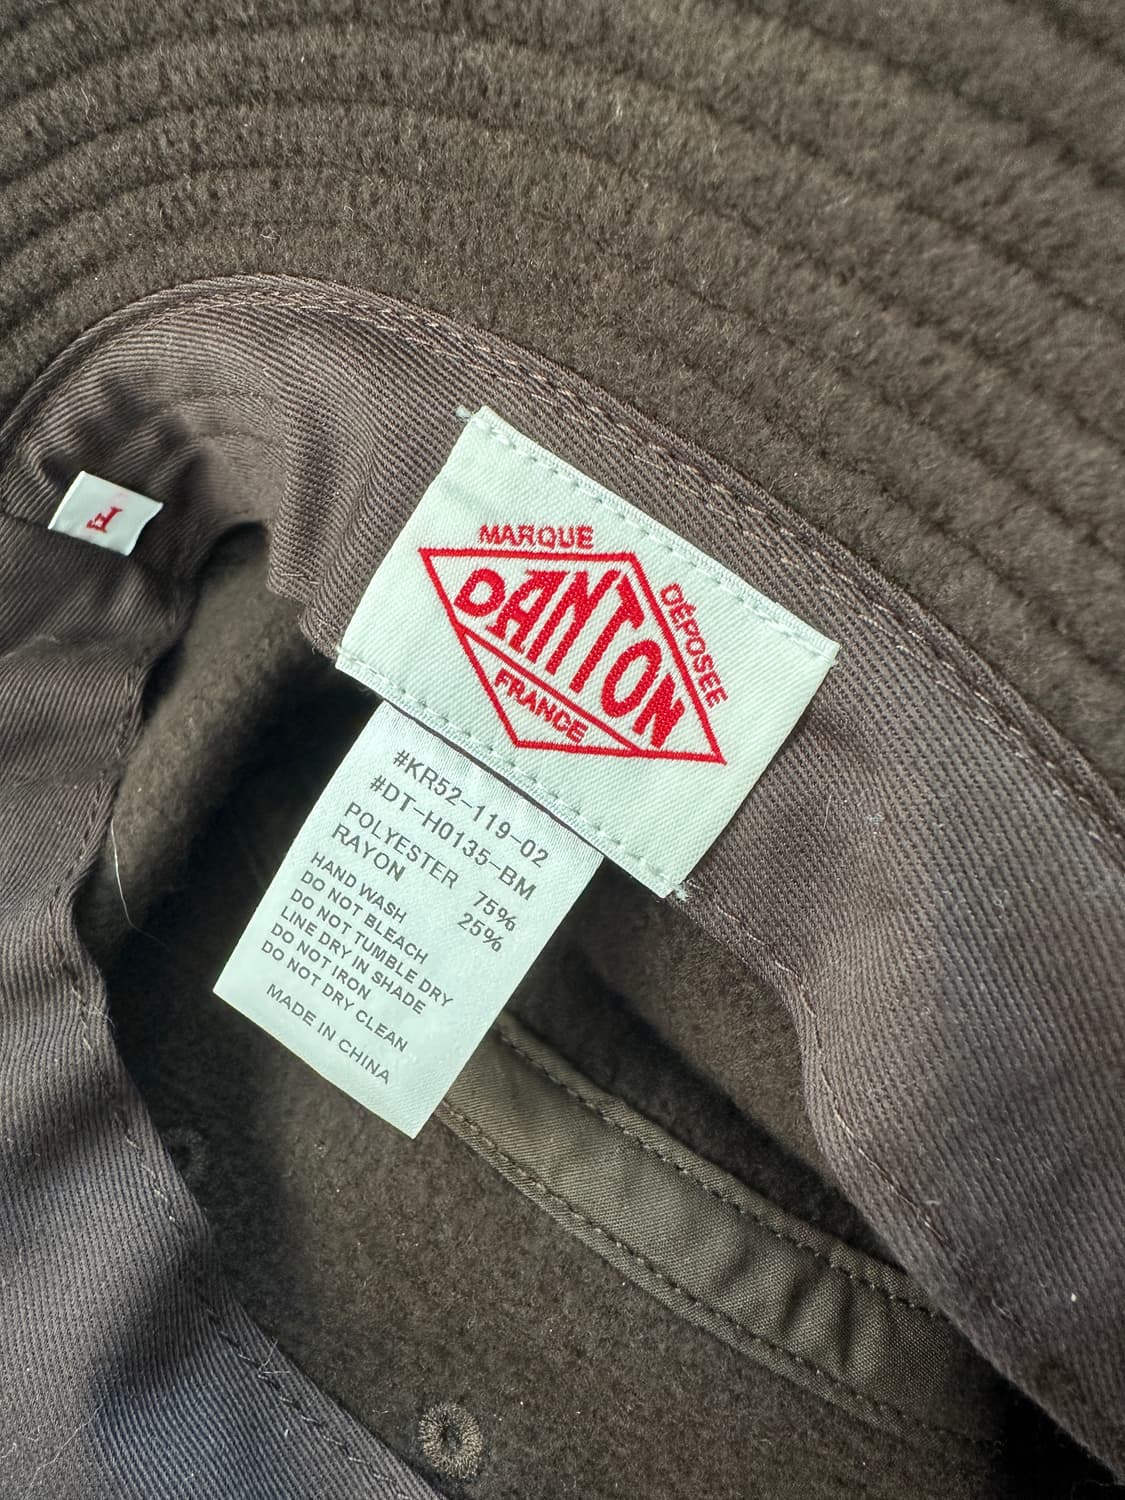 MARQUE
DÉPOSEE
DANTON
FRANCE
F
#KR52-119-02
#DT-H0135-BM
POLYESTER 75%
RAYON 25%
HAND WASH
DO NOT BLEACH
DO NOT TUMBLE DRY
LINE DRY IN SHADE
DO NOT IRON
DO NOT DRY CLEAN
MADE IN CHINA